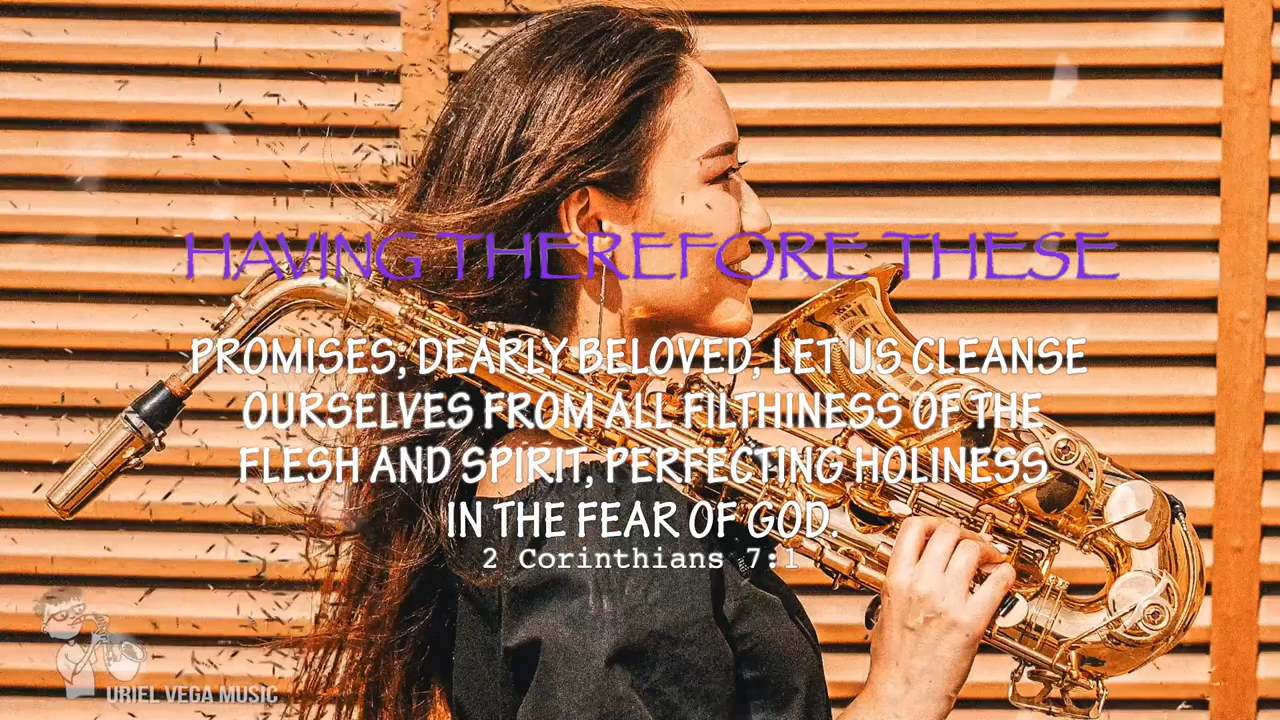 HAVING THEREFORE THESE
PROMISES, DEARLY BELOVED, LET US CLEANSE
OURSELVES FROM ALL FILTHINESS OF THE
FLESH AND SPIRIT, PERFECTING HOLINESS
IN THE FEAR OF GOD.
2 Corinthians 7:1
URIEL VEGA MUSIC